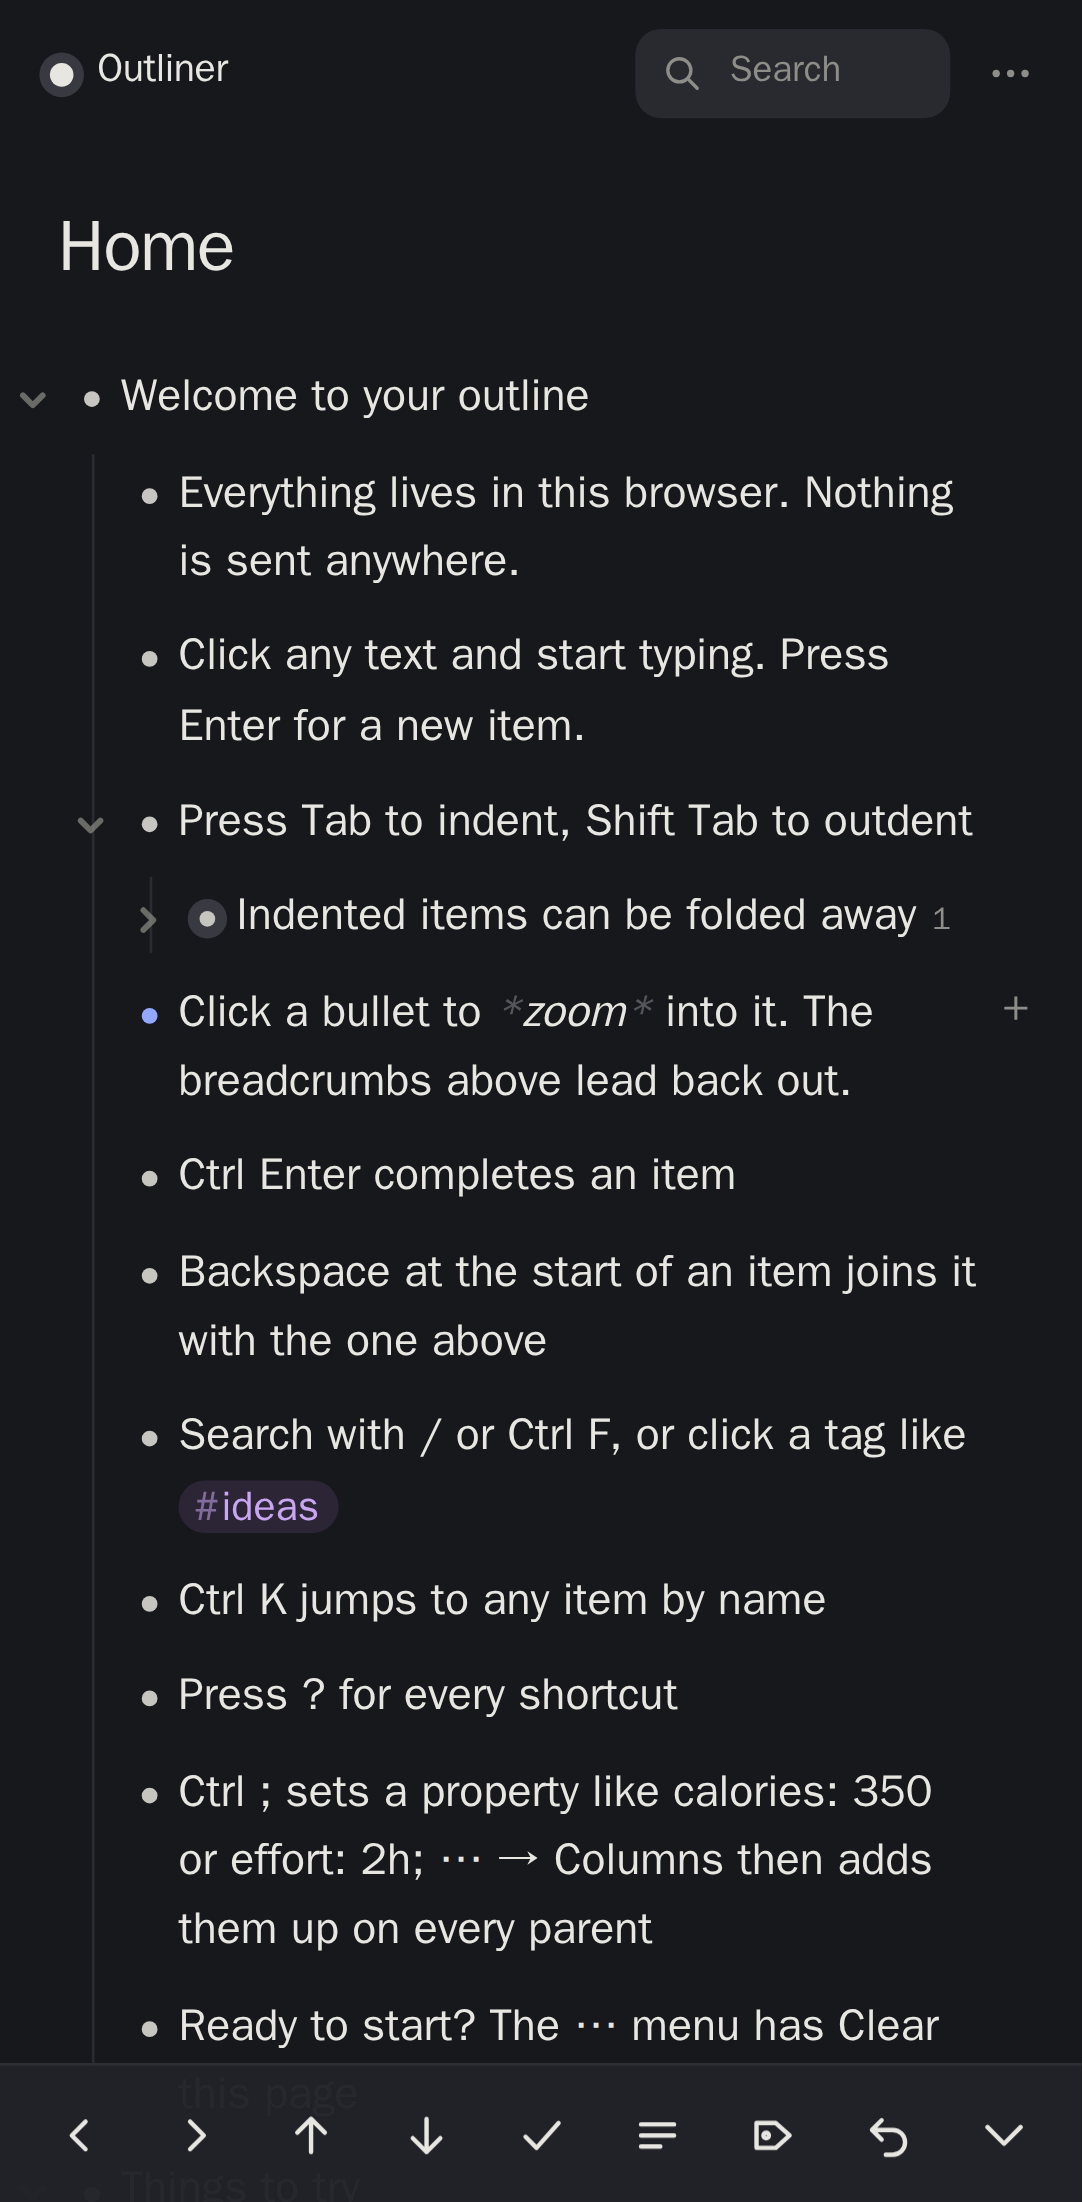 Outliner
Search
Home
Welcome to your outline
Everything lives in this browser. Nothing
is sent anywhere.
Click any text and start typing. Press
Enter for a new item.
Press Tab to indent, Shift Tab to outdent
Indented items can be folded away 1
Click a bullet to *zoom* into it. The
breadcrumbs above lead back out.
Ctrl Enter completes an item
Backspace at the start of an item joins it
with the one above
Search with / or Ctrl F, or click a tag like
#ideas
Ctrl K jumps to any item by name
Press ? for every shortcut
Ctrl ; sets a property like calories: 350
or effort: 2h; ⋯ → Columns then adds
them up on every parent
Ready to start? The ⋯ menu has Clear
this page
Things to try